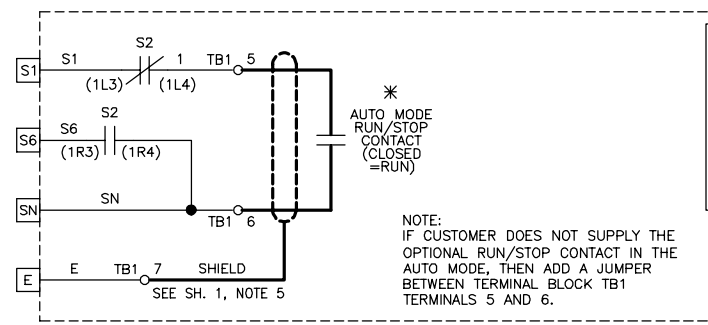 S2
S1 S1 1 TB1 5
(1L3) (1L4)
S2
S6 S6
(1R3) (1R4)
AUTO MODE
RUN/STOP
CONTACT
(CLOSED
=RUN)
SN SN
TB1 6
E E TB1 7 SHIELD
SEE SH. 1, NOTE 5
NOTE:
IF CUSTOMER DOES NOT SUPPLY THE
OPTIONAL RUN/STOP CONTACT IN THE
AUTO MODE, THEN ADD A JUMPER
BETWEEN TERMINAL BLOCK TB1
TERMINALS 5 AND 6.